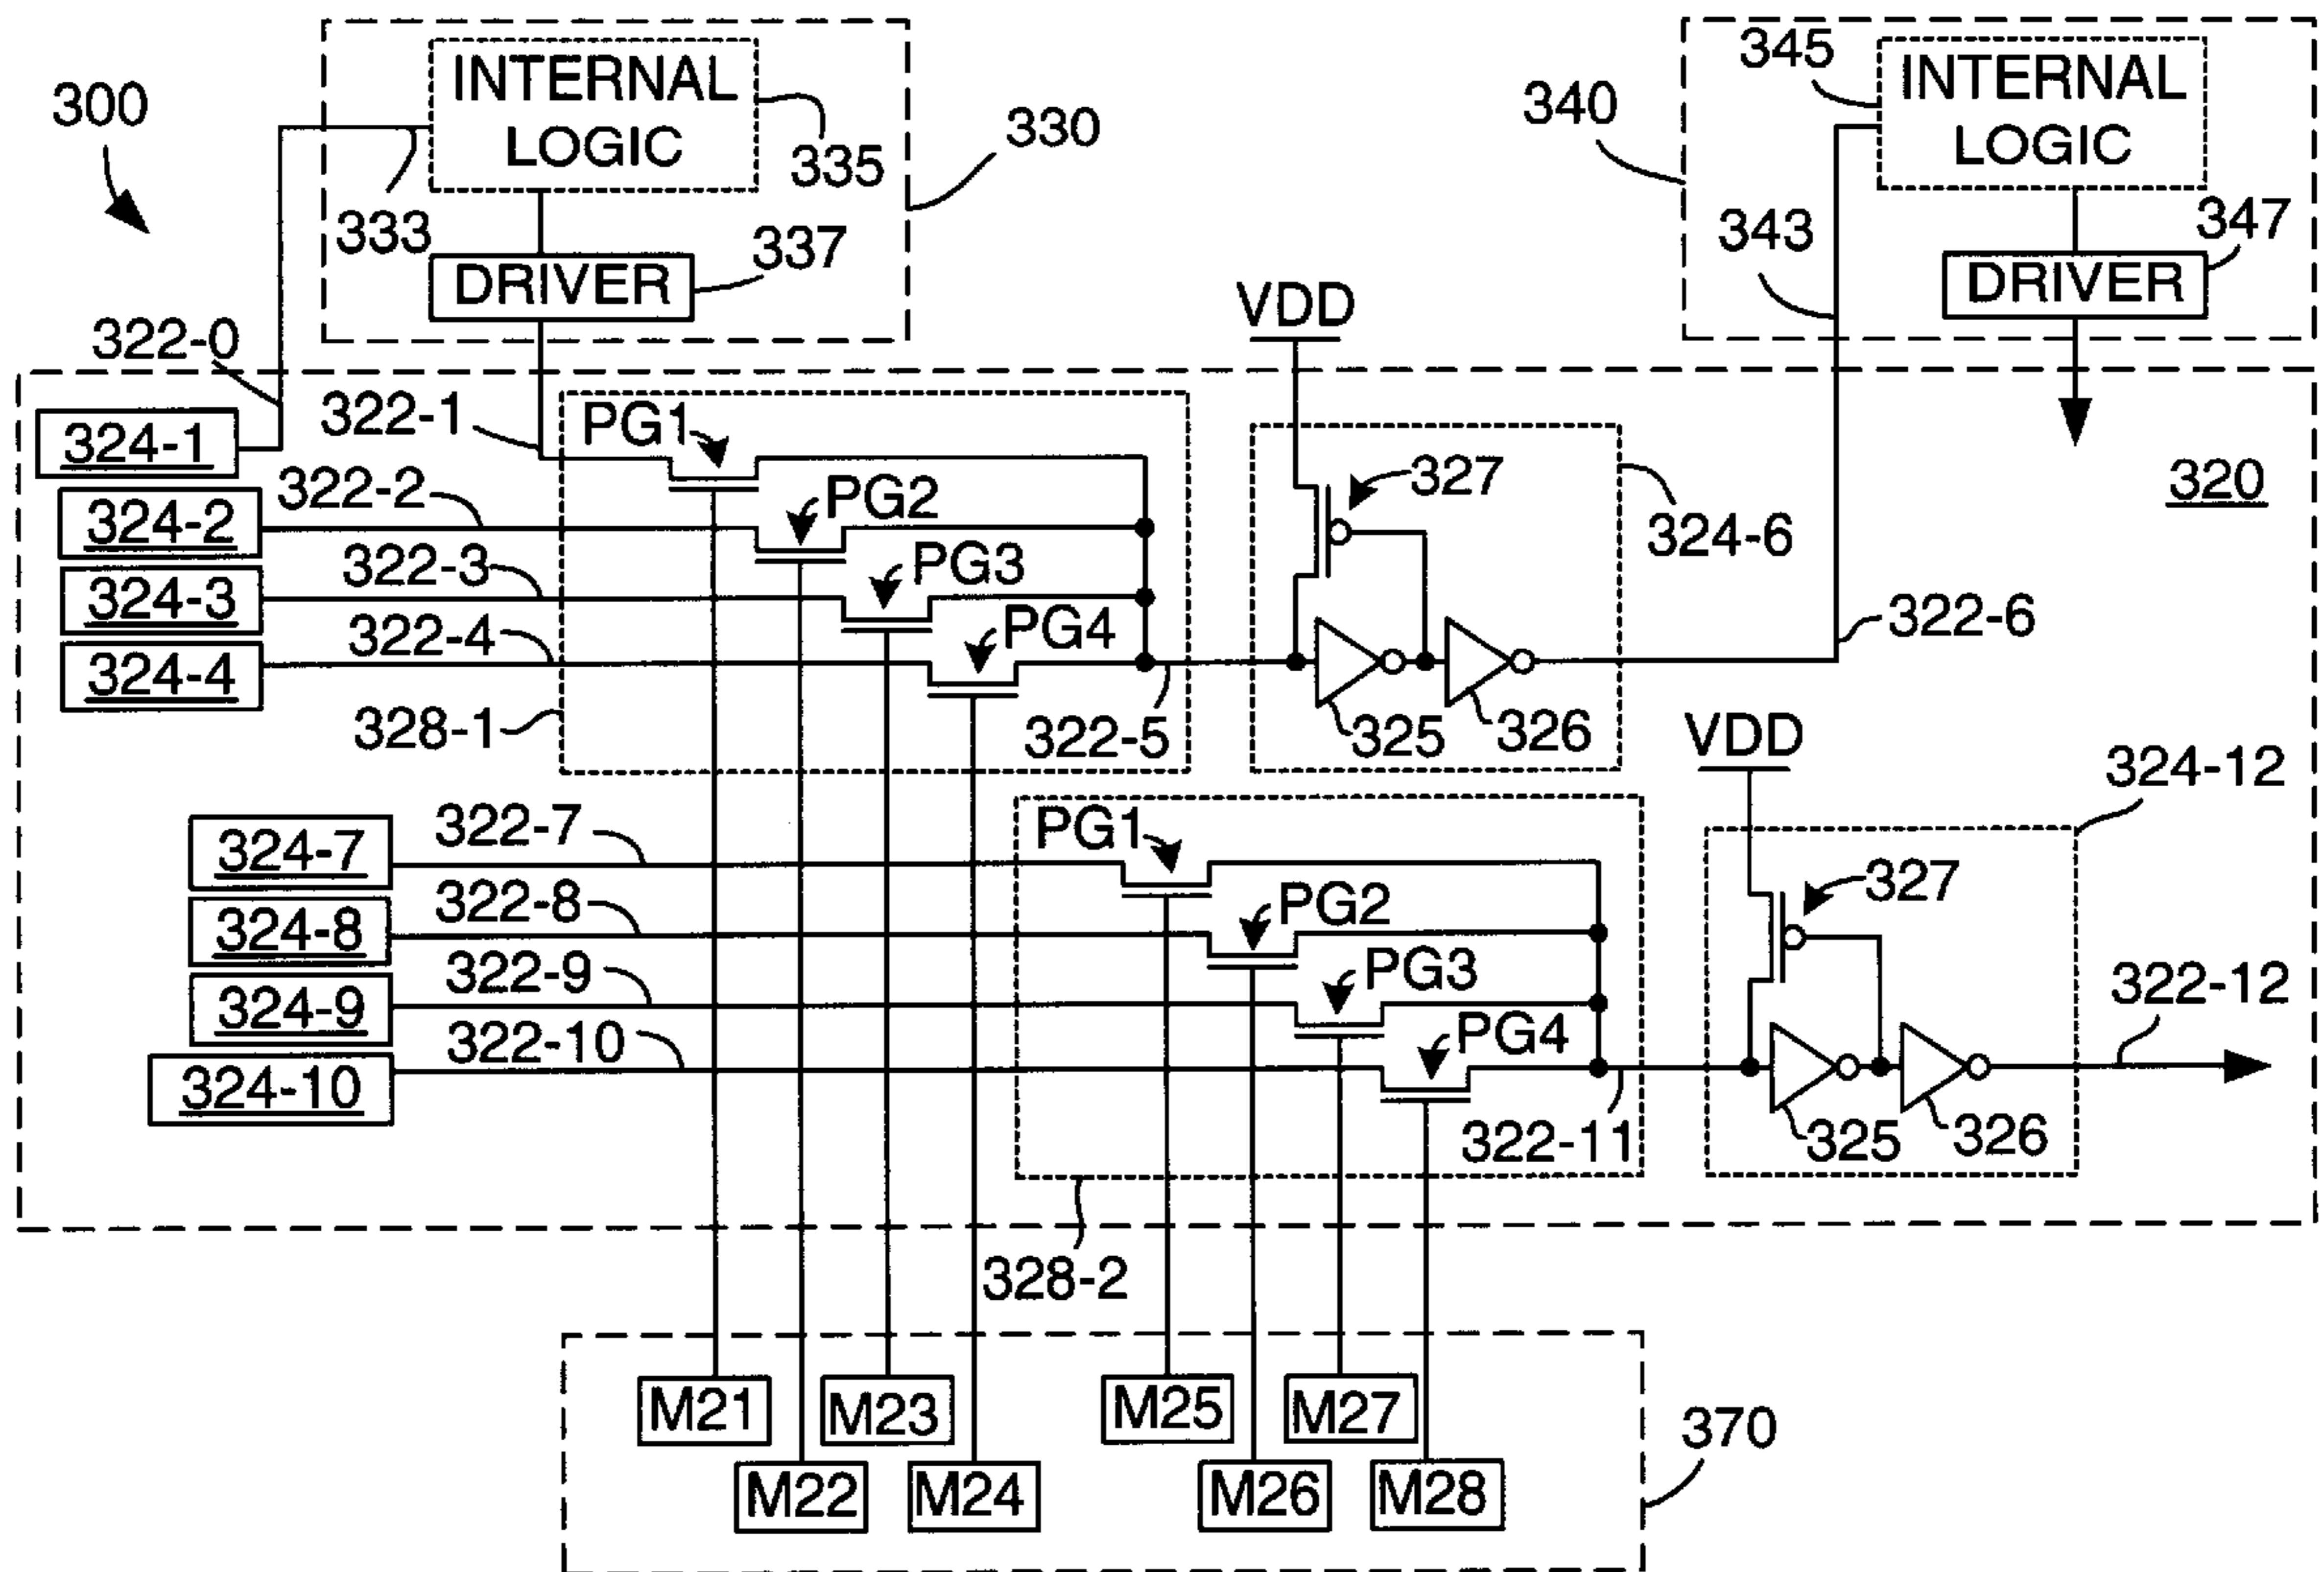 300
INTERNAL
LOGIC
335
330
333
DRIVER
337
345
INTERNAL
LOGIC
340
343
347
DRIVER
VDD
322-0
324-1
322-1
PG1
324-2
322-2
PG2
324-3
322-3
PG3
324-4
322-4
PG4
328-1
322-5
327
324-6
325
326
322-6
320
VDD
324-12
324-7
322-7
PG1
324-8
322-8
PG2
324-9
322-9
PG3
324-10
322-10
PG4
322-11
327
325
326
322-12
328-2
M21
M22
M23
M24
M25
M26
M27
M28
370